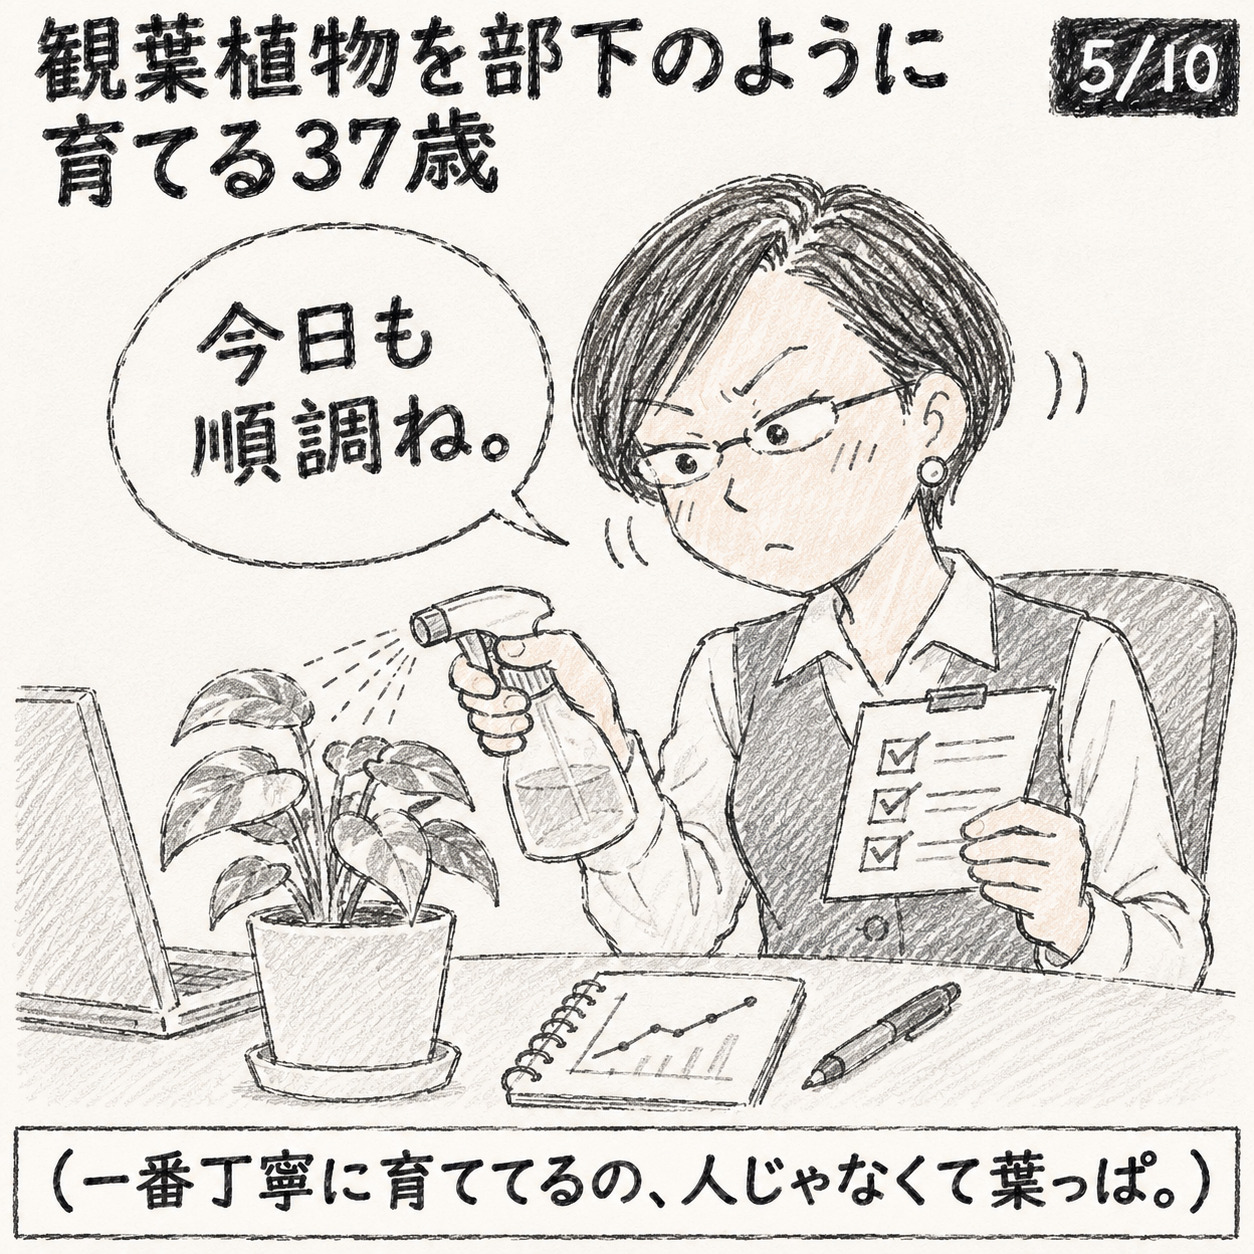 観葉植物を部下のように
育てる37歳
5/10
今日も
順調ね。
(一番丁寧に育ててるの、人じゃなくて葉っぱ。)